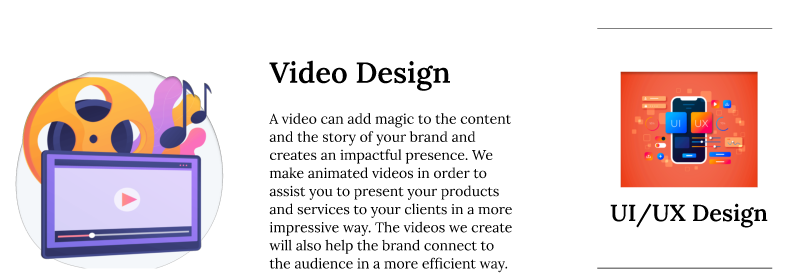 Video Design
A video can add magic to the content
and the story of your brand and
creates an impactful presence. We
make animated videos in order to
assist you to present your products
and services to your clients in a more
impressive way. The videos we create
will also help the brand connect to
the audience in a more efficient way.
UI UX
UI/UX Design